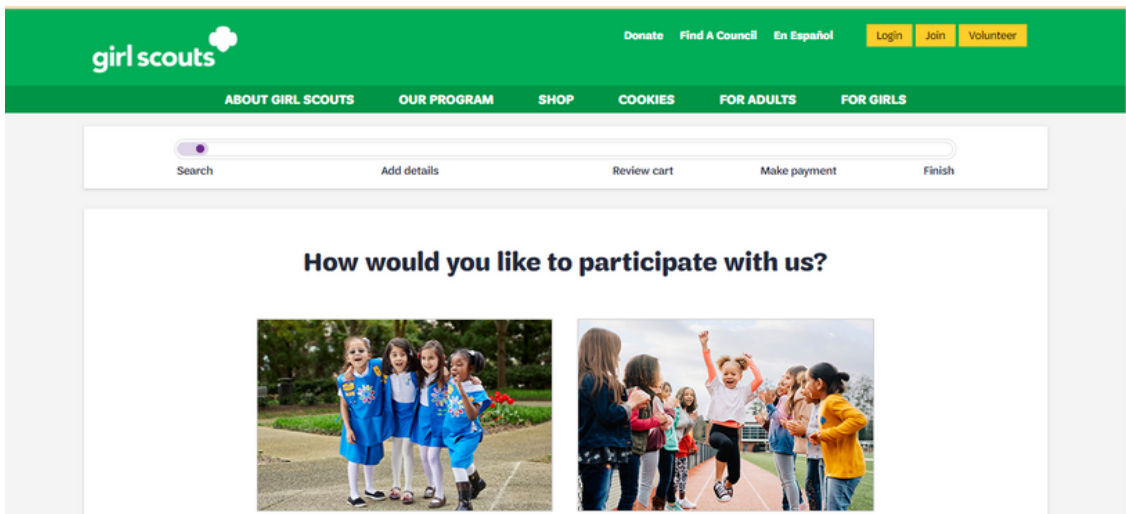 Donate Find A Council En Español Login Join Volunteer
girl scouts
ABOUT GIRL SCOUTS OUR PROGRAM SHOP COOKIES FOR ADULTS FOR GIRLS
Search Add details Review cart Make payment Finish
How would you like to participate with us?